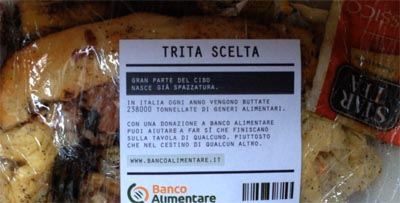 TRITA SCELTA
GRAN PARTE DEL CIBO
NASCE GIÀ SPAZZATURA.
IN ITALIA OGNI ANNO VENGONO BUTTATE
238000 TONNELLATE DI GENERI ALIMENTARI.
CON UNA DONAZIONE A BANCO ALIMENTARE
PUOI AIUTARE A FAR SÌ CHE FINISCANO
SULLA TAVOLA DI QUALCUNO, PIUTTOSTO
CHE NEL CESTINO DI QUALCUN ALTRO.
WWW.BANCOALIMENTARE.IT
Banco
Alimentare
STAR